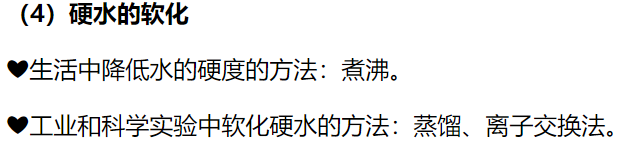 （4）硬水的软化
♥生活中降低水的硬度的方法：煮沸。
♥工业和科学实验中软化硬水的方法：蒸馏、离子交换法。